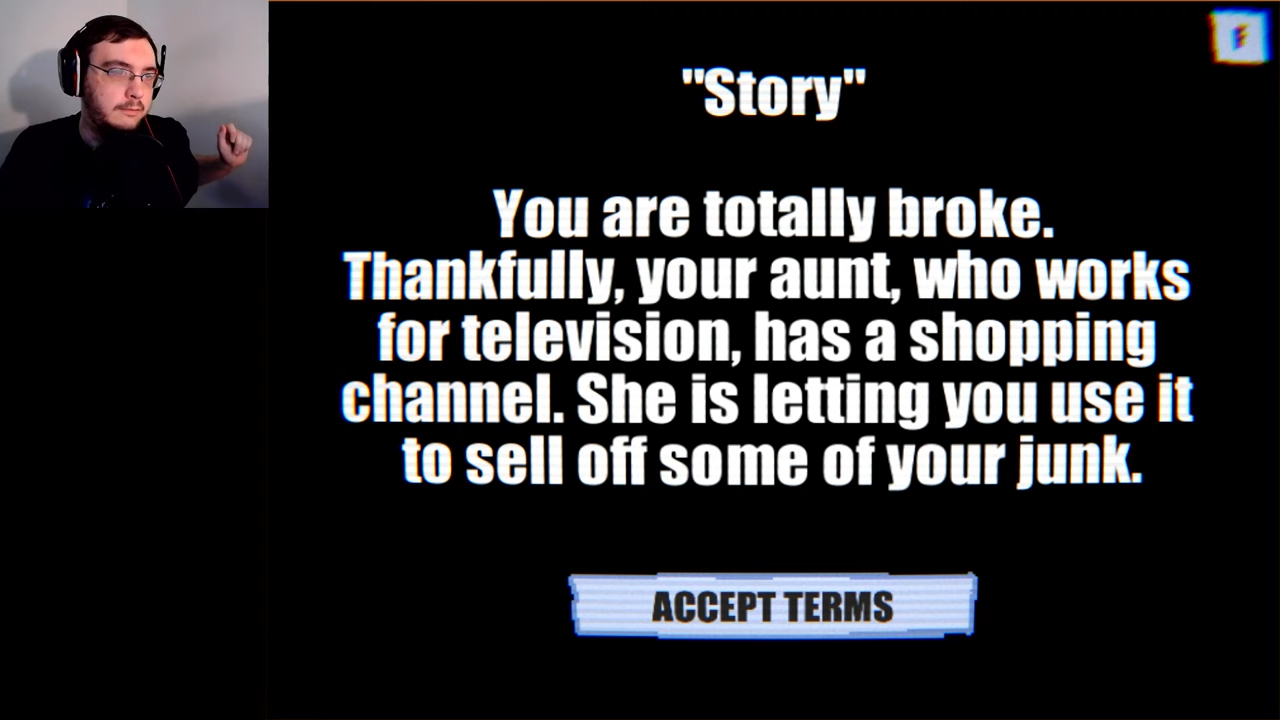 "Story"
You are totally broke.
Thankfully, your aunt, who works
for television, has a shopping
channel. She is letting you use it
to sell off some of your junk.
ACCEPT TERMS